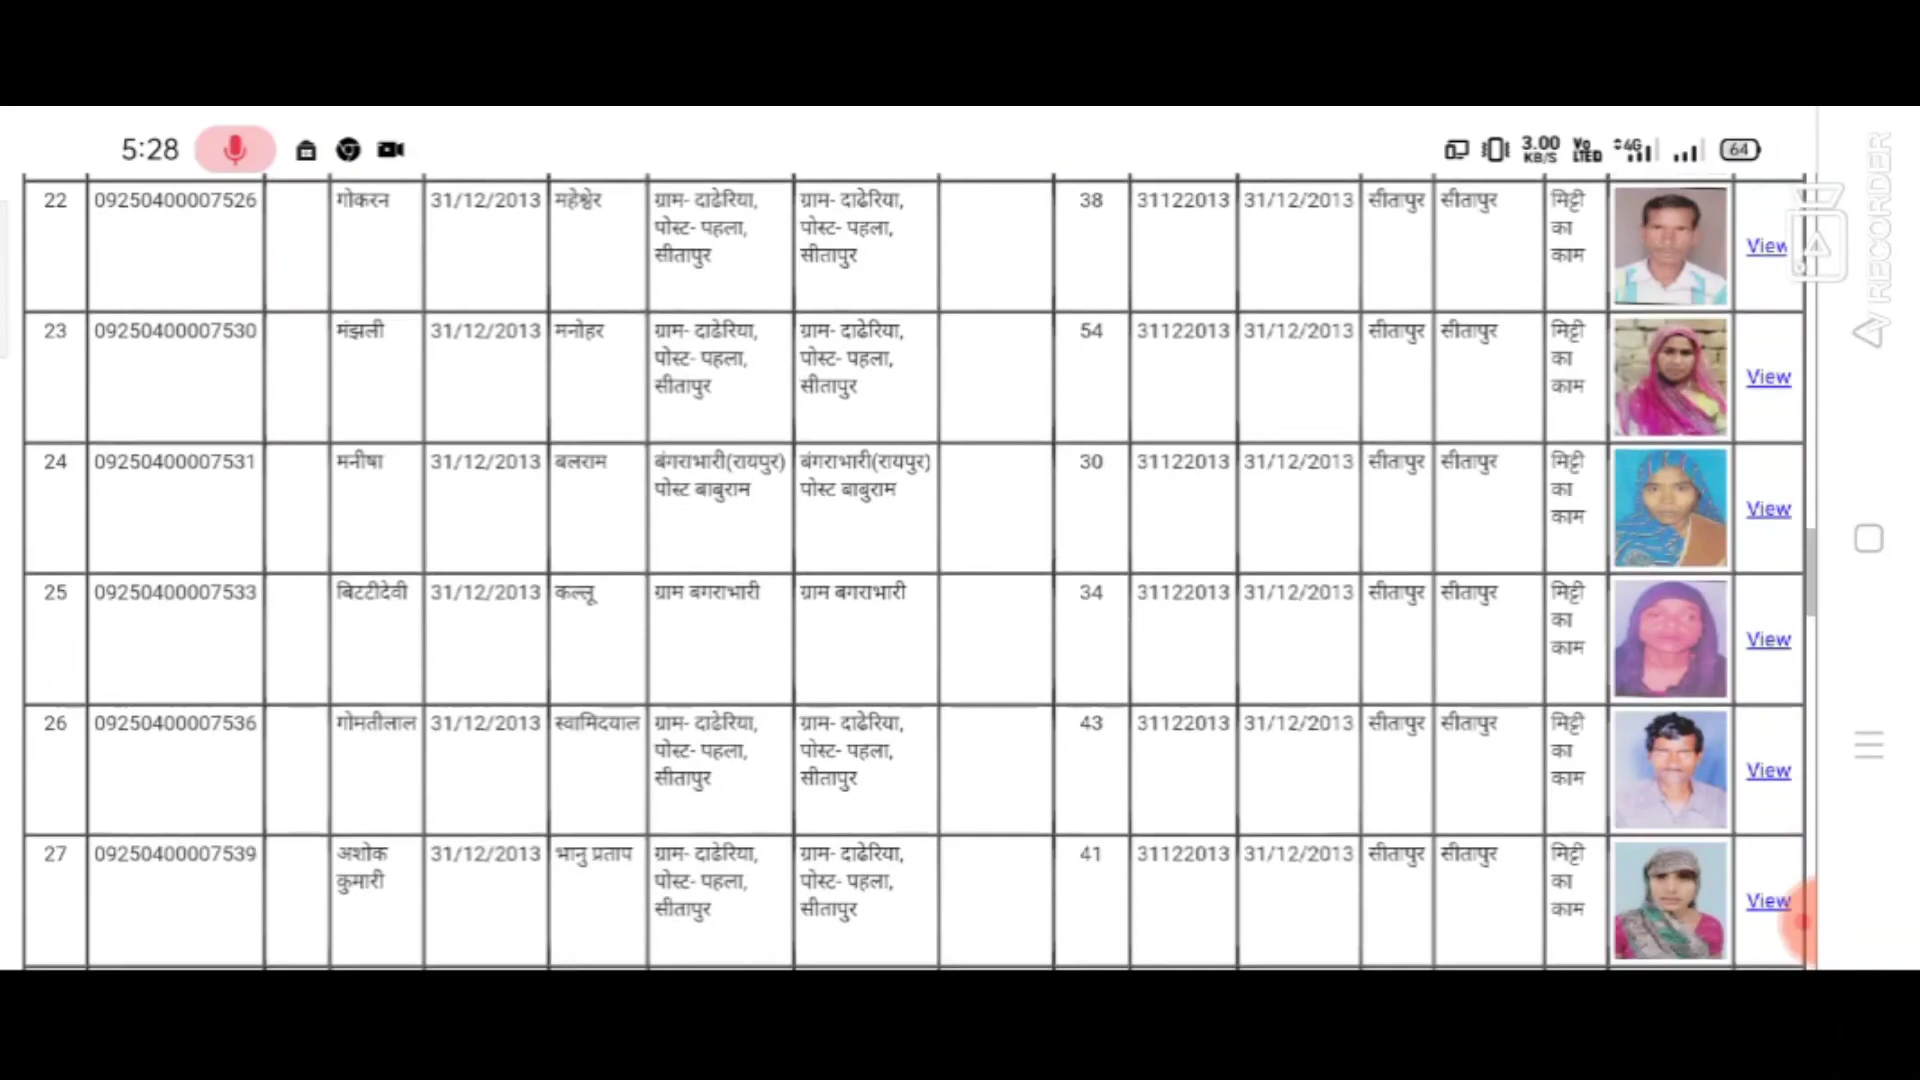 5:28 3.00 KB/S Vo LTED 4G 64
RECORDER
22 09250400007526 गोकरन 31/12/2013 महेश्वेर ग्राम- दाढेरिया, ग्राम- दाढेरिया, 38 31122013 31/12/2013 सीतापुर सीतापुर मिट्टी
पोस्ट- पहला, पोस्ट- पहला, का View
सीतापुर सीतापुर काम
23 09250400007530 मंझली 31/12/2013 मनोहर ग्राम- दाढेरिया, ग्राम- दाढेरिया, 54 31122013 31/12/2013 सीतापुर सीतापुर मिट्टी
पोस्ट- पहला, पोस्ट- पहला, का View
सीतापुर सीतापुर काम
24 09250400007531 मनीषा 31/12/2013 बलराम बंगराभारी(रायपुर) बंगराभारी(रायपुर) 30 31122013 31/12/2013 सीतापुर सीतापुर मिट्टी
पोस्ट बाबुराम पोस्ट बाबुराम का View
काम
25 09250400007533 बिटटीदेवी 31/12/2013 कल्लू ग्राम बगराभारी ग्राम बगराभारी 34 31122013 31/12/2013 सीतापुर सीतापुर मिट्टी
का View
काम
26 09250400007536 गोमतीलाल 31/12/2013 स्वामिदयाल ग्राम- दाढेरिया, ग्राम- दाढेरिया, 43 31122013 31/12/2013 सीतापुर सीतापुर मिट्टी
पोस्ट- पहला, पोस्ट- पहला, का View
सीतापुर सीतापुर काम
27 09250400007539 अशोक 31/12/2013 भानु प्रताप ग्राम- दाढेरिया, ग्राम- दाढेरिया, 41 31122013 31/12/2013 सीतापुर सीतापुर मिट्टी
कुमारी पोस्ट- पहला, पोस्ट- पहला, का View
सीतापुर सीतापुर काम